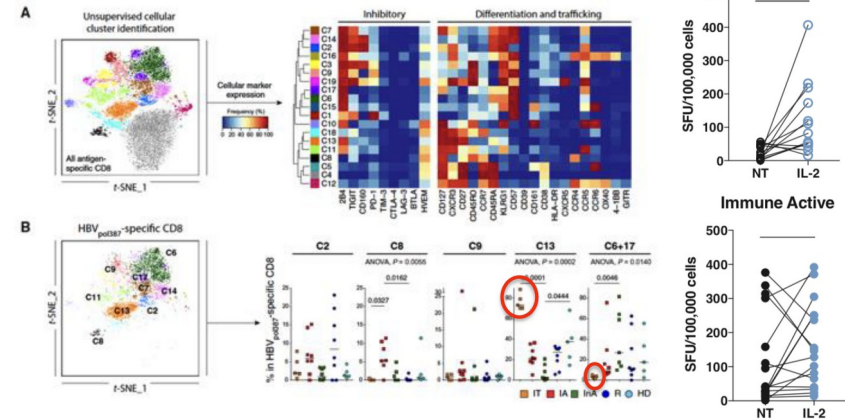 A
Unsupervised cellular
cluster identification
t-SNE_2
All antigen-
specific CD8
t-SNE_1
Cellular marker
expression
Frequency (%)
0 20 40 60 80 100
Inhibitory
Differentiation and trafficking
C7
C14
C2
C16
C3
C9
C19
C17
C6
C15
C1
C10
C18
C13
C11
C8
C5
C4
C12
2B4
TIGIT
CD160
PD-1
TIM-3
CTLA-4
LAG-3
BTLA
HVEM
CD127
CXCR3
CD27
CD45RO
CCR7
CD45RA
KLRG1
CD57
CD39
CD161
CD38
HLA-DR
CXCR5
CCR4
CCR6
CCR9
OX40
4-1BB
GITR
SFU/100,000 cells
400
300
200
100
0
NT IL-2
B
HBVpol387-specific CD8
t-SNE_2
C6
C9
C17
C7
C14
C11
C13
C2
C8
t-SNE_1
% in HBVpol387-specific CD8
C2
C8
C9
C13
C6+17
ANOVA, P = 0.0055
ANOVA, P = 0.0002
ANOVA, P = 0.0140
0.0162
0.0327
0.0444
0.0046
IT IA InA R HD
Immune Active
SFU/100,000 cells
500
400
300
200
100
0
NT IL-2